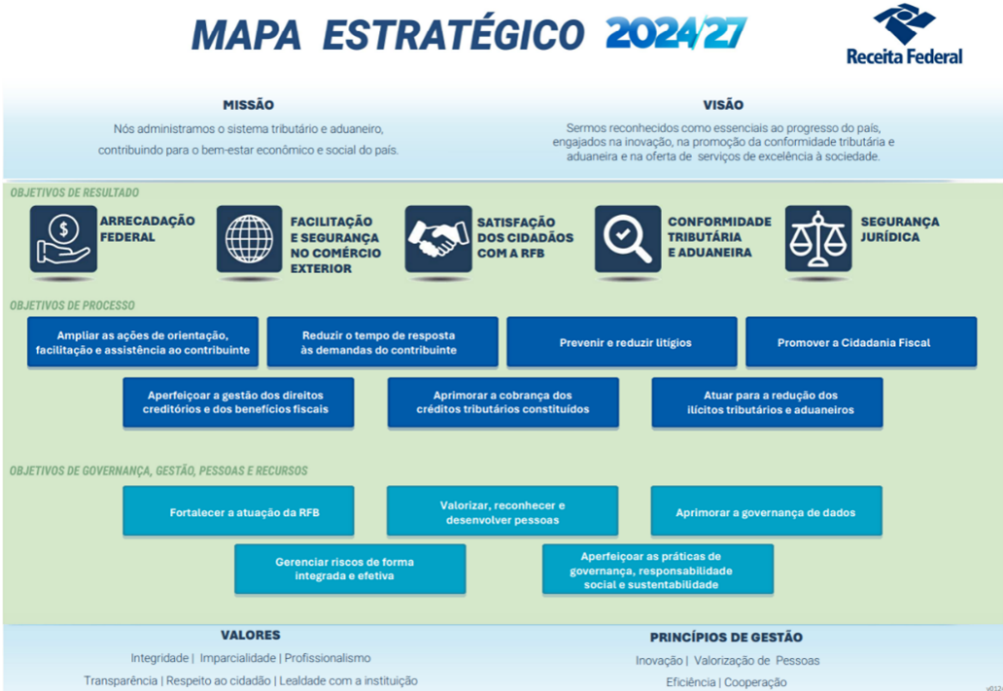 MAPA ESTRATÉGICO 2024/27
Receita Federal
MISSÃO
Nós administramos o sistema tributário e aduaneiro,
contribuindo para o bem-estar econômico e social do país.
VISÃO
Sermos reconhecidos como essenciais ao progresso do país,
engajados na inovação, na promoção da conformidade tributária e
aduaneira e na oferta de serviços de excelência à sociedade.
OBJETIVOS DE RESULTADO
$
ARRECADAÇÃO
FEDERAL
FACILITAÇÃO
E SEGURANÇA
NO COMÉRCIO
EXTERIOR
SATISFAÇÃO
DOS CIDADÃOS
COM A RFB
CONFORMIDADE
TRIBUTÁRIA
E ADUANEIRA
SEGURANÇA
JURÍDICA
OBJETIVOS DE PROCESSO
Ampliar as ações de orientação,
facilitação e assistência ao contribuinte
Reduzir o tempo de resposta
às demandas do contribuinte
Prevenir e reduzir litígios
Promover a Cidadania Fiscal
Aperfeiçoar a gestão dos direitos
creditórios e dos benefícios fiscais
Aprimorar a cobrança dos
créditos tributários constituídos
Atuar para a redução dos
ilícitos tributários e aduaneiros
OBJETIVOS DE GOVERNANÇA, GESTÃO, PESSOAS E RECURSOS
Fortalecer a atuação da RFB
Valorizar, reconhecer e
desenvolver pessoas
Aprimorar a governança de dados
Gerenciar riscos de forma
integrada e efetiva
Aperfeiçoar as práticas de
governança, responsabilidade
social e sustentabilidade
VALORES
Integridade | Imparcialidade | Profissionalismo
Transparência | Respeito ao cidadão | Lealdade com a instituição
PRINCÍPIOS DE GESTÃO
Inovação | Valorização de Pessoas
Eficiência | Cooperação